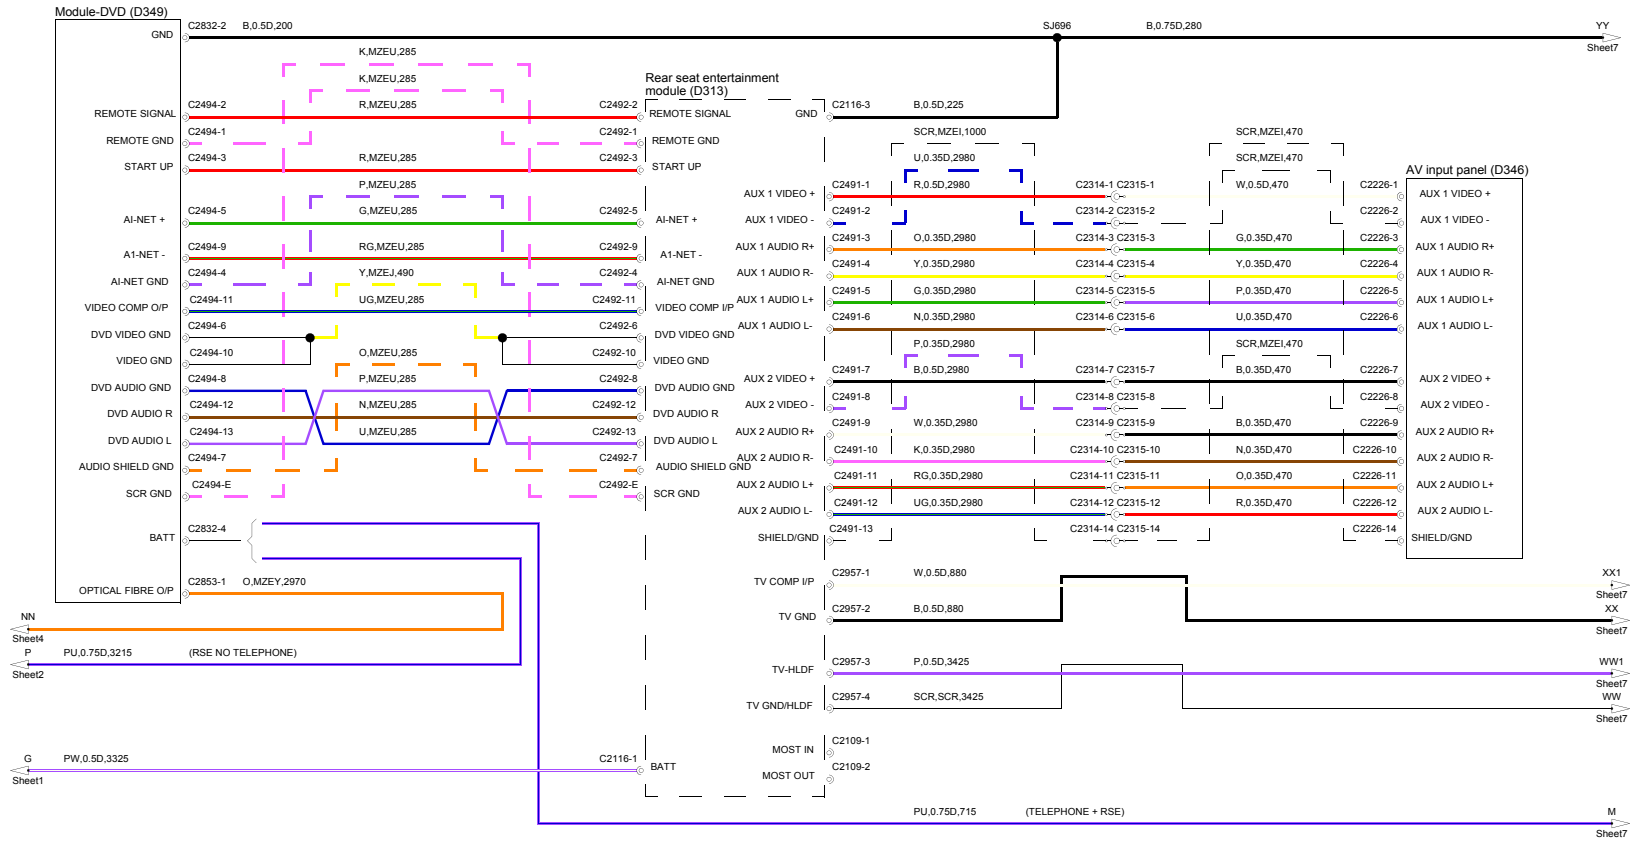 Module-DVD (D349)
GND
C2832-2 B,0.5D,200
SJ696
B,0.75D,280
YY
Sheet7
K,MZEU,285
K,MZEU,285
Rear seat entertainment
module (D313)
REMOTE SIGNAL
C2494-2
R,MZEU,285
C2492-2
REMOTE SIGNAL
GND
C2116-3
B,0.5D,225
REMOTE GND
C2494-1
C2492-1
REMOTE GND
SCR,MZEI,1000
SCR,MZEI,470
START UP
C2494-3
R,MZEU,285
C2492-3
START UP
U,0.35D,2980
SCR,MZEI,470
AV input panel (D346)
P,MZEU,285
AUX 1 VIDEO +
C2491-1
R,0.5D,2980
C2314-1 C2315-1
W,0.5D,470
C2226-1
AUX 1 VIDEO +
AI-NET +
C2494-5
G,MZEU,285
C2492-5
AI-NET +
AUX 1 VIDEO -
C2491-2
C2314-2 C2315-2
C2226-2
AUX 1 VIDEO -
A1-NET -
C2494-9
RG,MZEU,285
C2492-9
A1-NET -
AUX 1 AUDIO R+
C2491-3
O,0.35D,2980
C2314-3 C2315-3
G,0.35D,470
C2226-3
AUX 1 AUDIO R+
AI-NET GND
C2494-4
Y,MZEJ,490
C2492-4
AI-NET GND
AUX 1 AUDIO R-
C2491-4
Y,0.35D,2980
C2314-4 C2315-4
Y,0.35D,470
C2226-4
AUX 1 AUDIO R-
VIDEO COMP O/P
C2494-11
UG,MZEU,285
C2492-11
VIDEO COMP I/P
AUX 1 AUDIO L+
C2491-5
G,0.35D,2980
C2314-5 C2315-5
P,0.35D,470
C2226-5
AUX 1 AUDIO L+
DVD VIDEO GND
C2494-6
C2492-6
DVD VIDEO GND
AUX 1 AUDIO L-
C2491-6
N,0.35D,2980
C2314-6 C2315-6
U,0.35D,470
C2226-6
AUX 1 AUDIO L-
VIDEO GND
C2494-10
O,MZEU,285
C2492-10
VIDEO GND
P,0.35D,2980
SCR,MZEI,470
DVD AUDIO GND
C2494-8
P,MZEU,285
C2492-8
DVD AUDIO GND
AUX 2 VIDEO +
C2491-7
B,0.5D,2980
C2314-7 C2315-7
B,0.35D,470
C2226-7
AUX 2 VIDEO +
DVD AUDIO R
C2494-12
N,MZEU,285
C2492-12
DVD AUDIO R
AUX 2 VIDEO -
C2491-8
C2314-8 C2315-8
C2226-8
AUX 2 VIDEO -
DVD AUDIO L
C2494-13
U,MZEU,285
C2492-13
DVD AUDIO L
AUX 2 AUDIO R+
C2491-9
W,0.35D,2980
C2314-9 C2315-9
B,0.35D,470
C2226-9
AUX 2 AUDIO R+
AUDIO SHIELD GND
C2494-7
C2492-7
AUDIO SHIELD GND
AUX 2 AUDIO R-
C2491-10
K,0.35D,2980
C2314-10 C2315-10
N,0.35D,470
C2226-10
AUX 2 AUDIO R-
SCR GND
C2494-E
C2492-E
SCR GND
AUX 2 AUDIO L+
C2491-11
RG,0.35D,2980
C2314-11 C2315-11
O,0.35D,470
C2226-11
AUX 2 AUDIO L+
AUX 2 AUDIO L-
C2491-12
UG,0.35D,2980
C2314-12 C2315-12
R,0.35D,470
C2226-12
AUX 2 AUDIO L-
BATT
C2832-4
SHIELD/GND
C2491-13
C2314-14 C2315-14
C2226-14
SHIELD/GND
OPTICAL FIBRE O/P
C2853-1 O,MZEY,2970
TV COMP I/P
C2957-1
W,0.5D,880
XX1
Sheet7
NN
Sheet4
TV GND
C2957-2
B,0.5D,880
XX
Sheet7
P
Sheet2
PU,0.75D,3215
(RSE NO TELEPHONE)
TV-HLDF
C2957-3
P,0.5D,3425
WW1
Sheet7
TV GND/HLDF
C2957-4
SCR,SCR,3425
WW
Sheet7
MOST IN
C2109-1
G
Sheet1
PW,0.5D,3325
C2116-1
BATT
MOST OUT
C2109-2
PU,0.75D,715
(TELEPHONE + RSE)
M
Sheet7